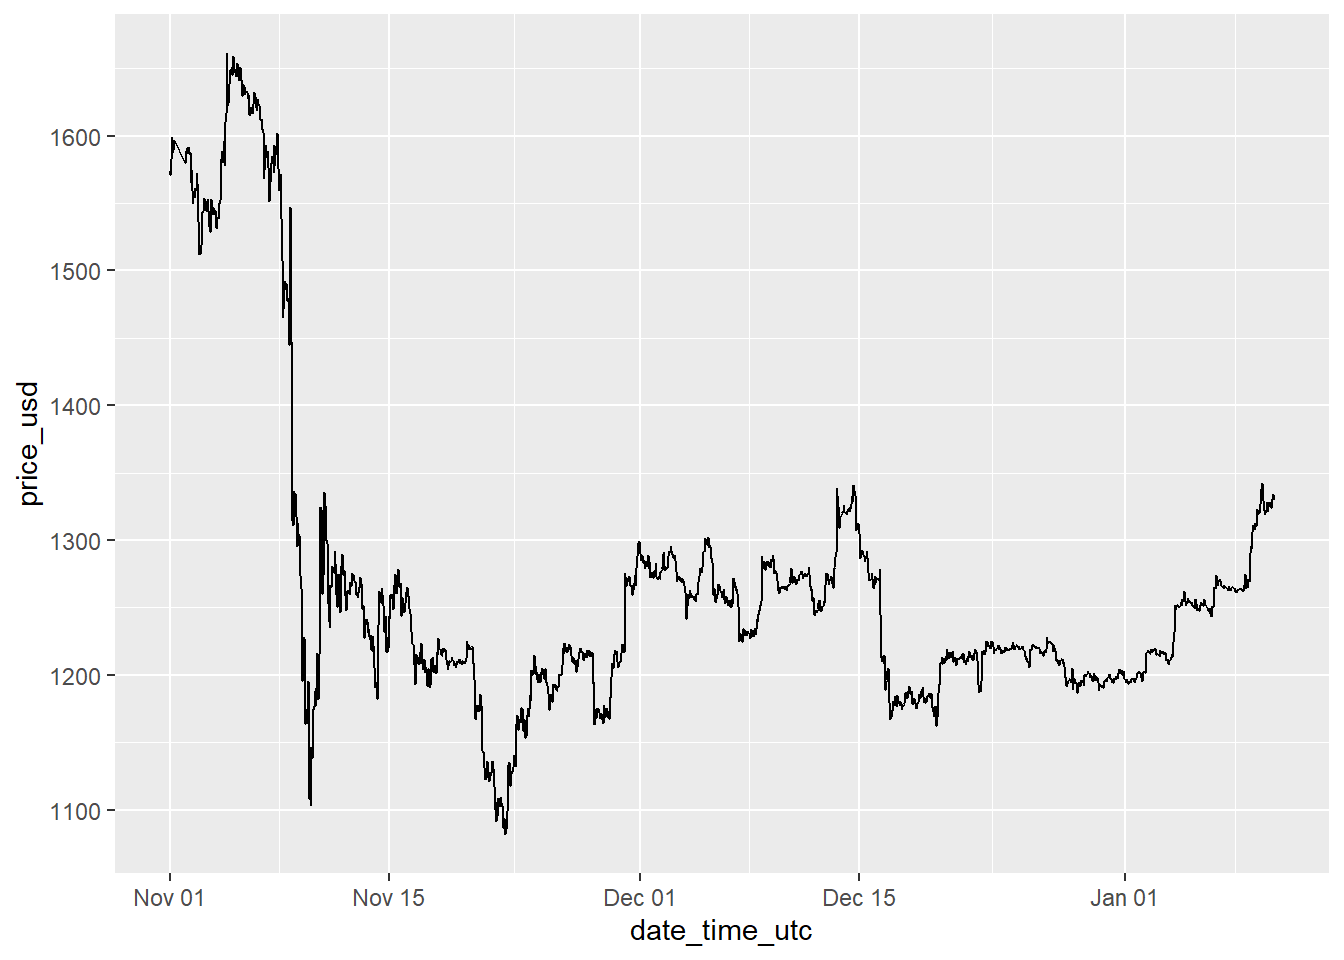 price_usd
1600
1500
1400
1300
1200
1100
Nov 01
Nov 15
Dec 01
Dec 15
Jan 01
date_time_utc